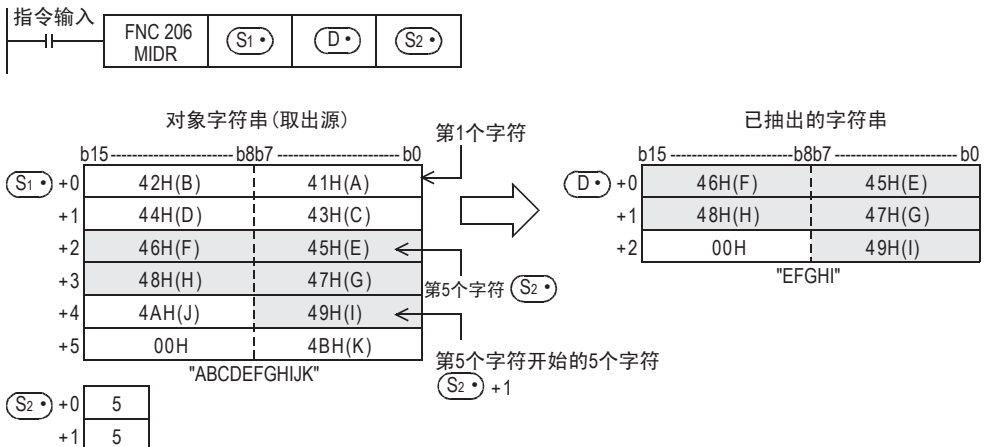 指令输入
FNC 206
MIDR
S1•
D•
S2•
对象字符串(取出源)
b15 b8b7 b0
第1个字符
S1• +0 42H(B) 41H(A)
+1 44H(D) 43H(C)
+2 46H(F) 45H(E)
+3 48H(H) 47H(G)
+4 4AH(J) 49H(I)
+5 00H 4BH(K)
"ABCDEFGHIJK"
第5个字符 S2•
第5个字符开始的5个字符
S2• +1
S2• +0 5
+1 5
已抽出的字符串
b15 b8b7 b0
D• +0 46H(F) 45H(E)
+1 48H(H) 47H(G)
+2 00H 49H(I)
"EFGHI"